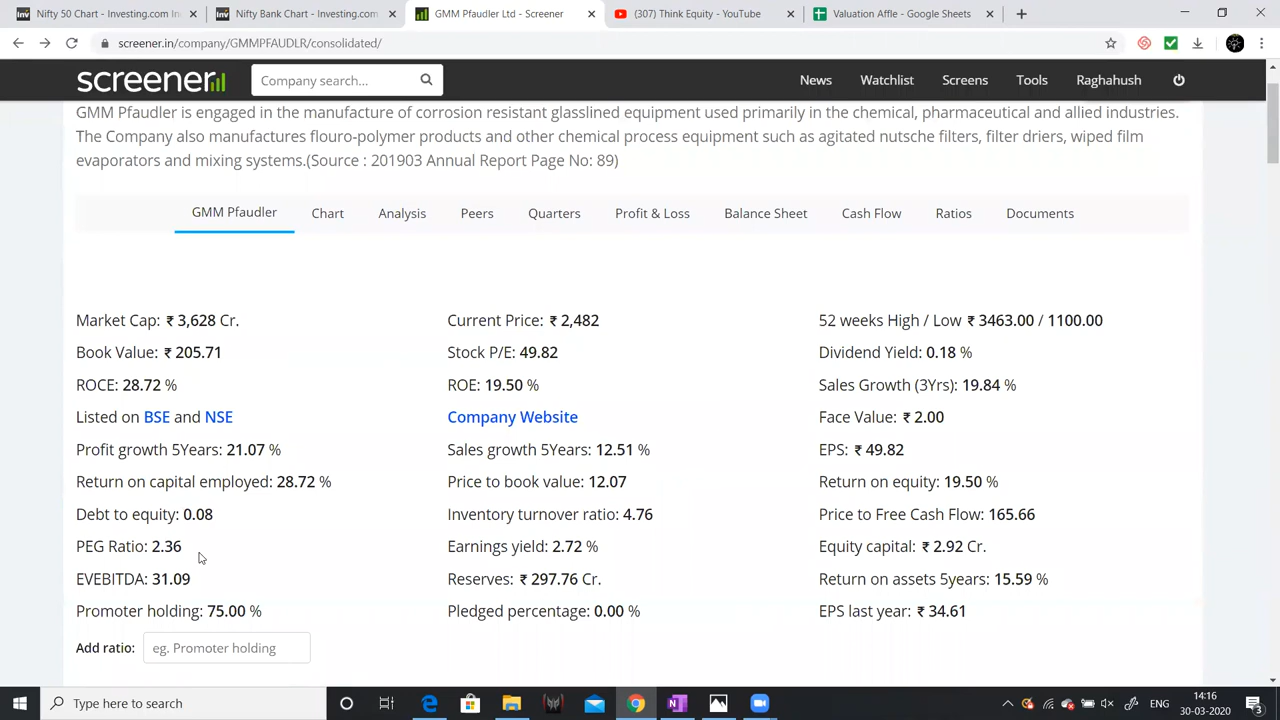 Nifty 50 Chart - Investing.com In
Nifty Bank Chart - Investing.com
GMM Pfaudler Ltd - Screener
(307) Think Equity - YouTube
Valuation Affle - Google Sheets
screener.in/company/GMMPFAUDLR/consolidated/
screener
Company search...
News
Watchlist
Screens
Tools
Raghahush
GMM Pfaudler is engaged in the manufacture of corrosion resistant glasslined equipment used primarily in the chemical, pharmaceutical and allied industries.
The Company also manufactures flouro-polymer products and other chemical process equipment such as agitated nutsche filters, filter driers, wiped film
evaporators and mixing systems.(Source : 201903 Annual Report Page No: 89)
GMM Pfaudler
Chart
Analysis
Peers
Quarters
Profit & Loss
Balance Sheet
Cash Flow
Ratios
Documents
Market Cap: ₹ 3,628 Cr.
Current Price: ₹ 2,482
52 weeks High / Low ₹ 3463.00 / 1100.00
Book Value: ₹ 205.71
Stock P/E: 49.82
Dividend Yield: 0.18 %
ROCE: 28.72 %
ROE: 19.50 %
Sales Growth (3Yrs): 19.84 %
Listed on BSE and NSE
Company Website
Face Value: ₹ 2.00
Profit growth 5Years: 21.07 %
Sales growth 5Years: 12.51 %
EPS: ₹ 49.82
Return on capital employed: 28.72 %
Price to book value: 12.07
Return on equity: 19.50 %
Debt to equity: 0.08
Inventory turnover ratio: 4.76
Price to Free Cash Flow: 165.66
PEG Ratio: 2.36
Earnings yield: 2.72 %
Equity capital: ₹ 2.92 Cr.
EVEBITDA: 31.09
Reserves: ₹ 297.76 Cr.
Return on assets 5years: 15.59 %
Promoter holding: 75.00 %
Pledged percentage: 0.00 %
EPS last year: ₹ 34.61
Add ratio:
eg. Promoter holding
Type here to search
ENG
14:16
30-03-2020
3